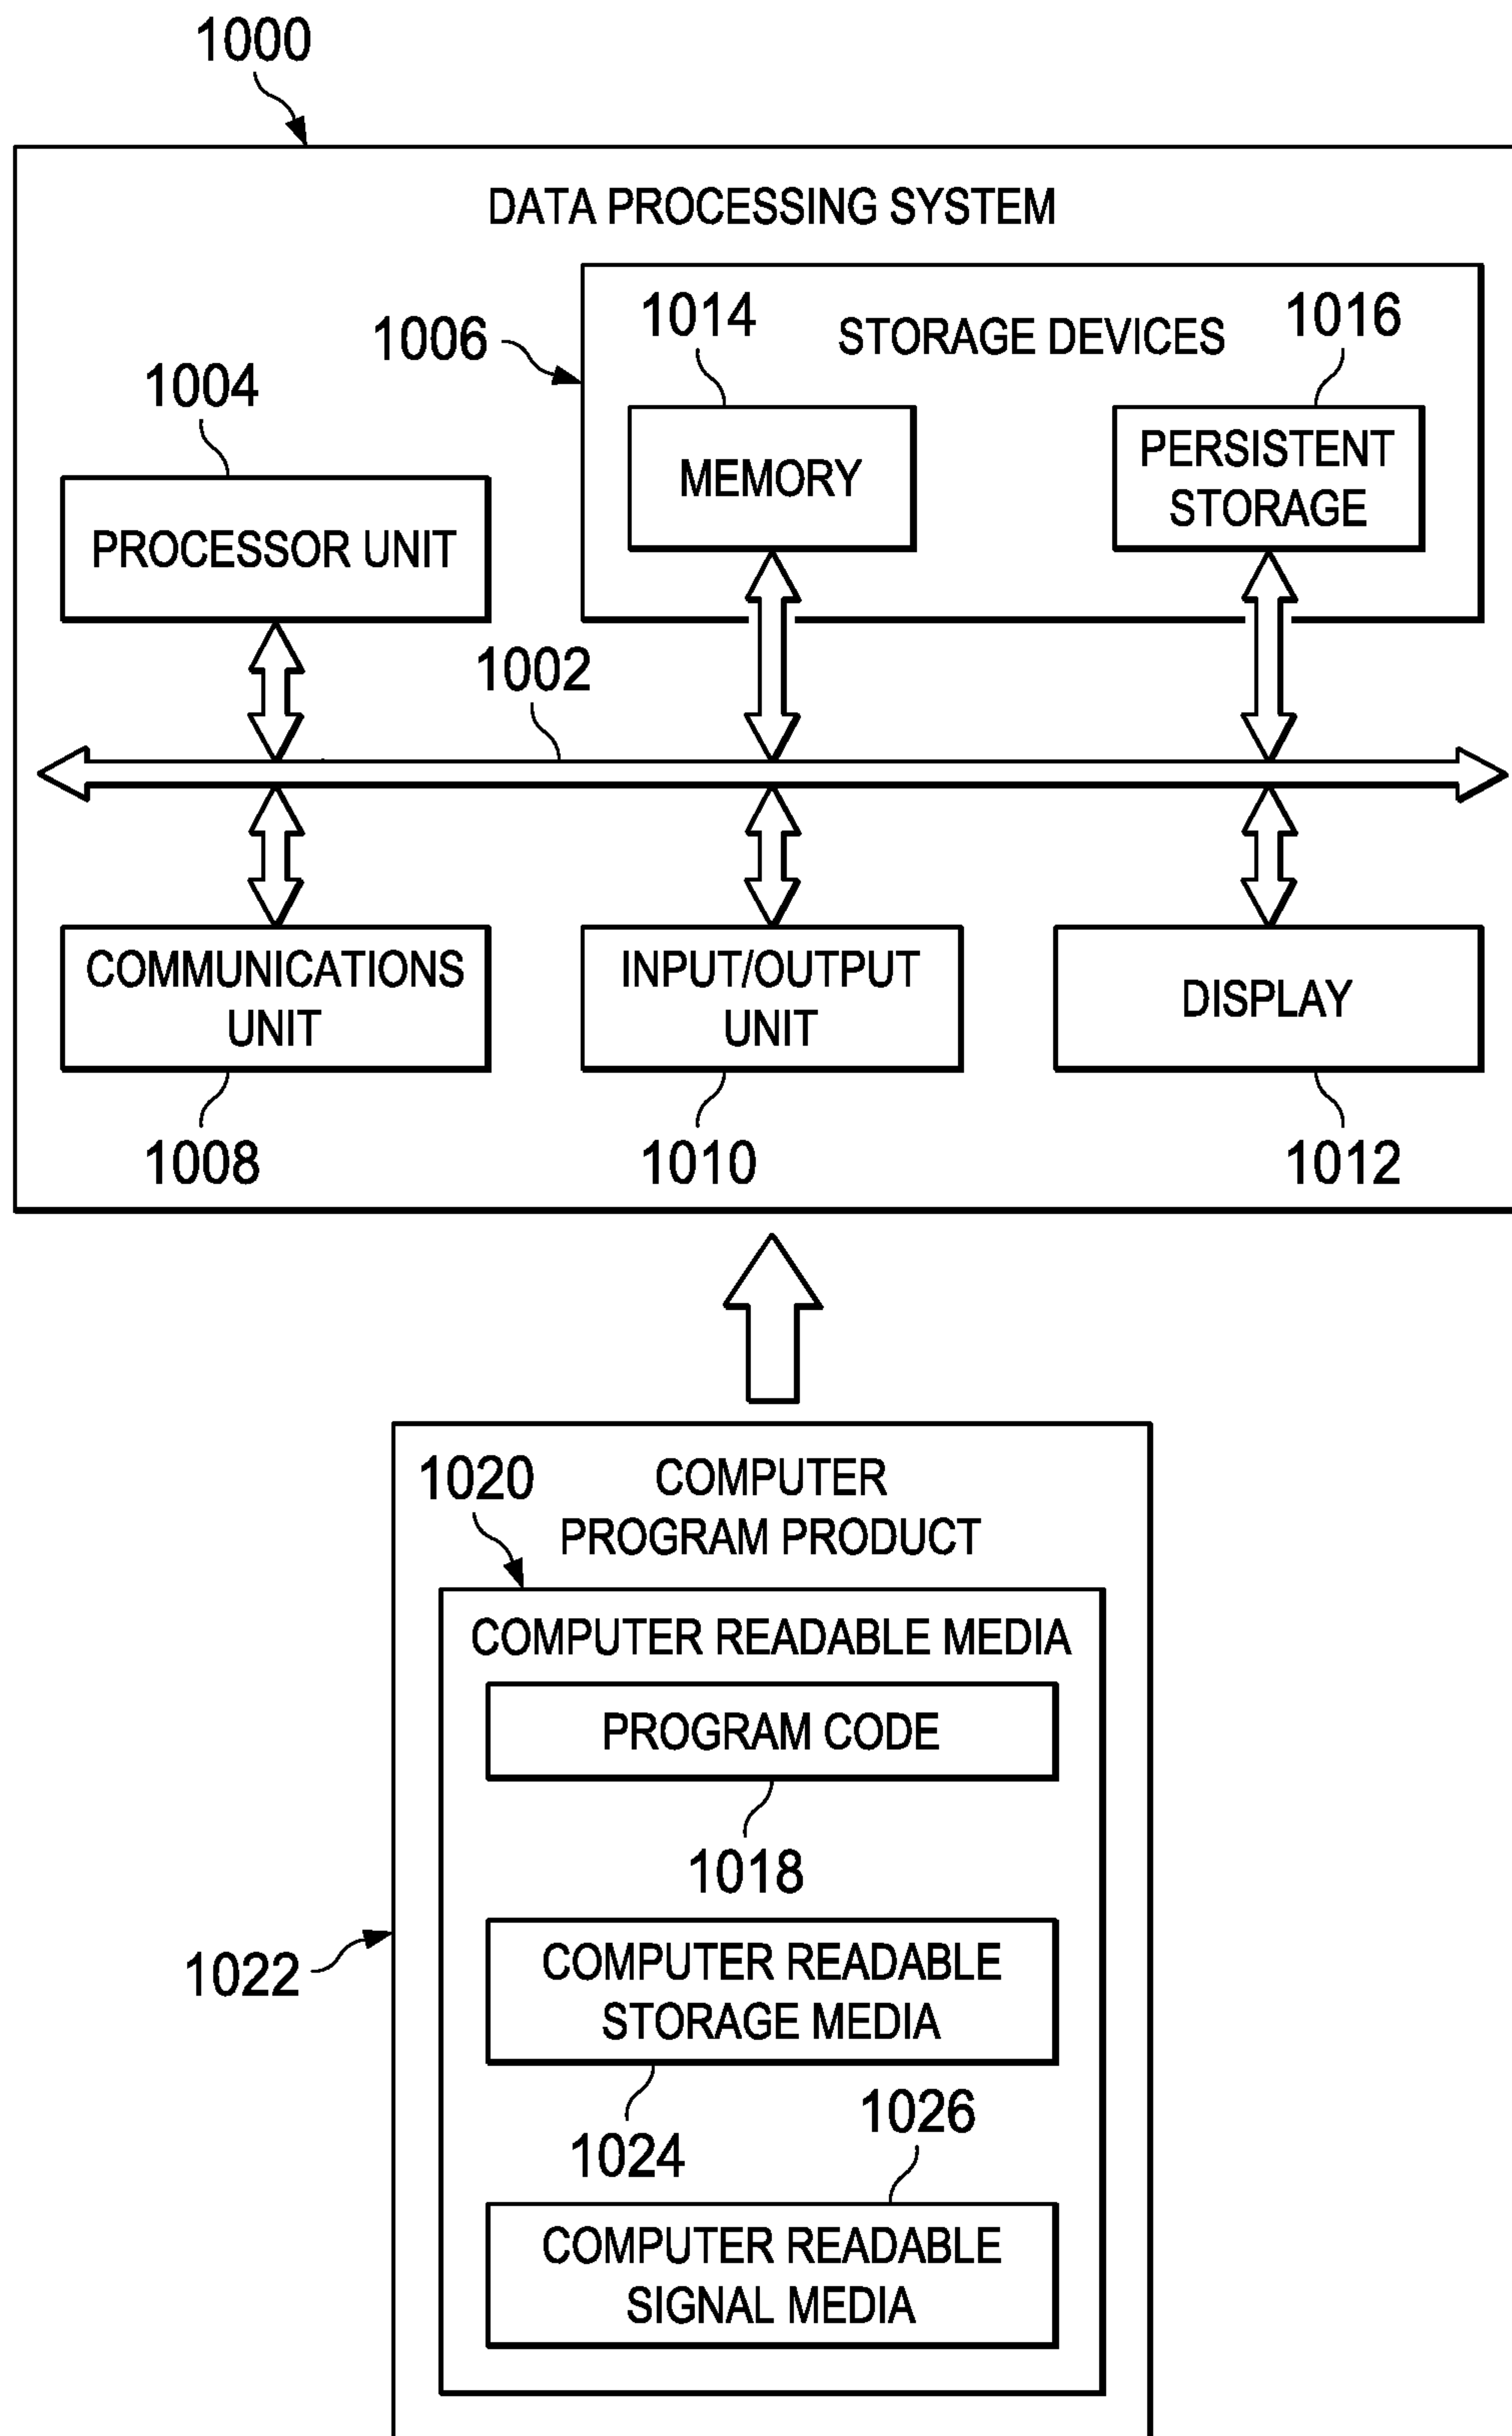 1000
DATA PROCESSING SYSTEM
1006
1014
STORAGE DEVICES
1016
1004
MEMORY
PERSISTENT
STORAGE
PROCESSOR UNIT
1002
COMMUNICATIONS
UNIT
INPUT/OUTPUT
UNIT
DISPLAY
1008
1010
1012
1020
COMPUTER
PROGRAM PRODUCT
COMPUTER READABLE MEDIA
PROGRAM CODE
1018
1022
COMPUTER READABLE
STORAGE MEDIA
1024
1026
COMPUTER READABLE
SIGNAL MEDIA